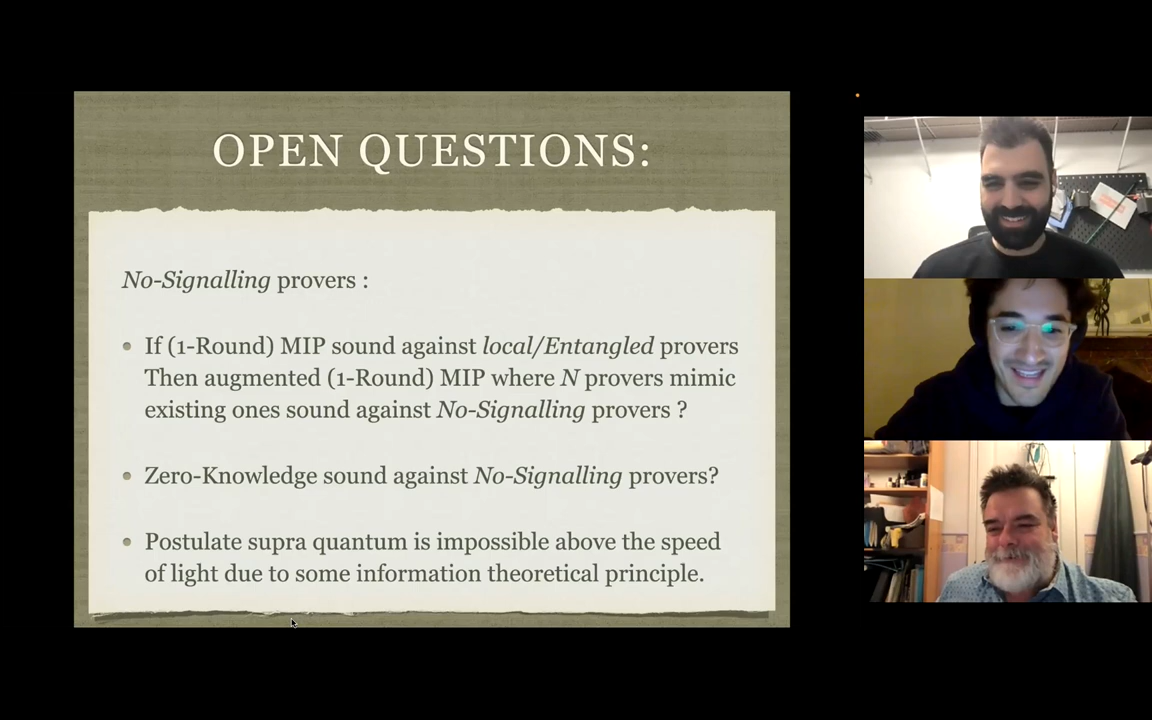 OPEN QUESTIONS:
No-Signalling provers :
• If (1-Round) MIP sound against local/Entangled provers
Then augmented (1-Round) MIP where N provers mimic
existing ones sound against No-Signalling provers ?
• Zero-Knowledge sound against No-Signalling provers?
• Postulate supra quantum is impossible above the speed
of light due to some information theoretical principle.